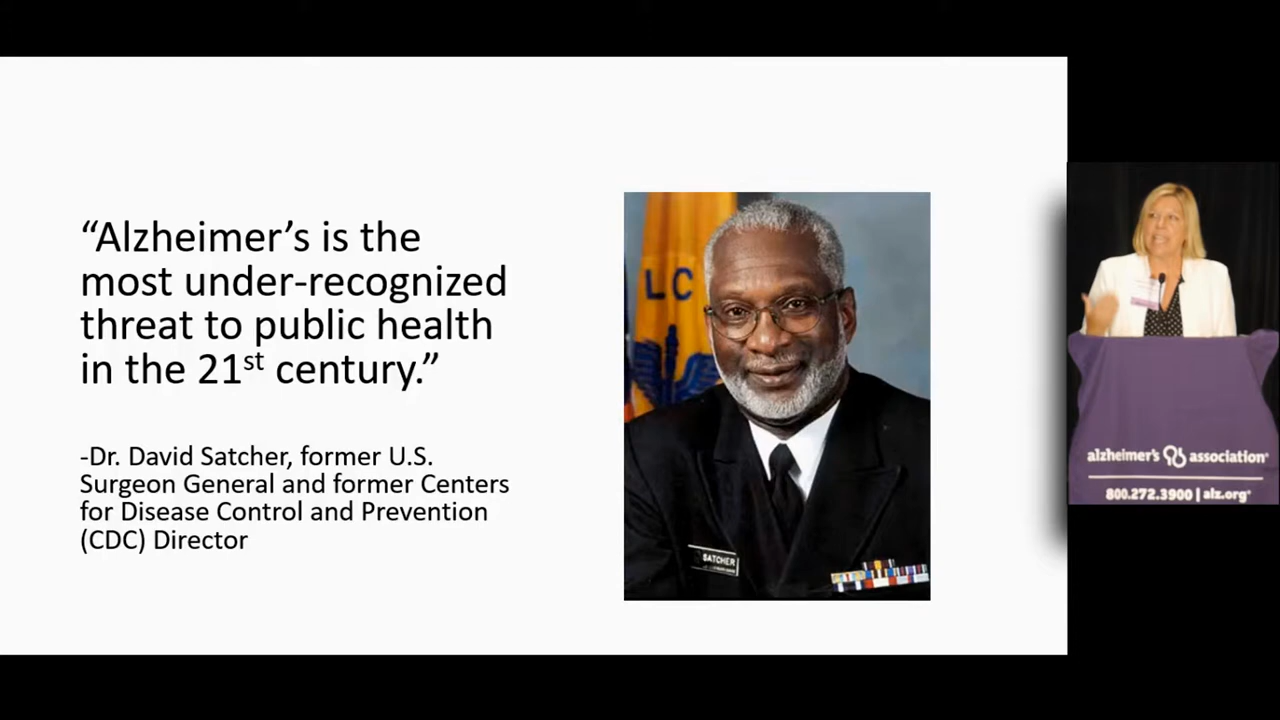 “Alzheimer’s is the
most under-recognized
threat to public health
in the 21st century.”
-Dr. David Satcher, former U.S.
Surgeon General and former Centers
for Disease Control and Prevention
(CDC) Director
LC
SATCHER
alzheimer's association®
800.272.3900 | alz.org®